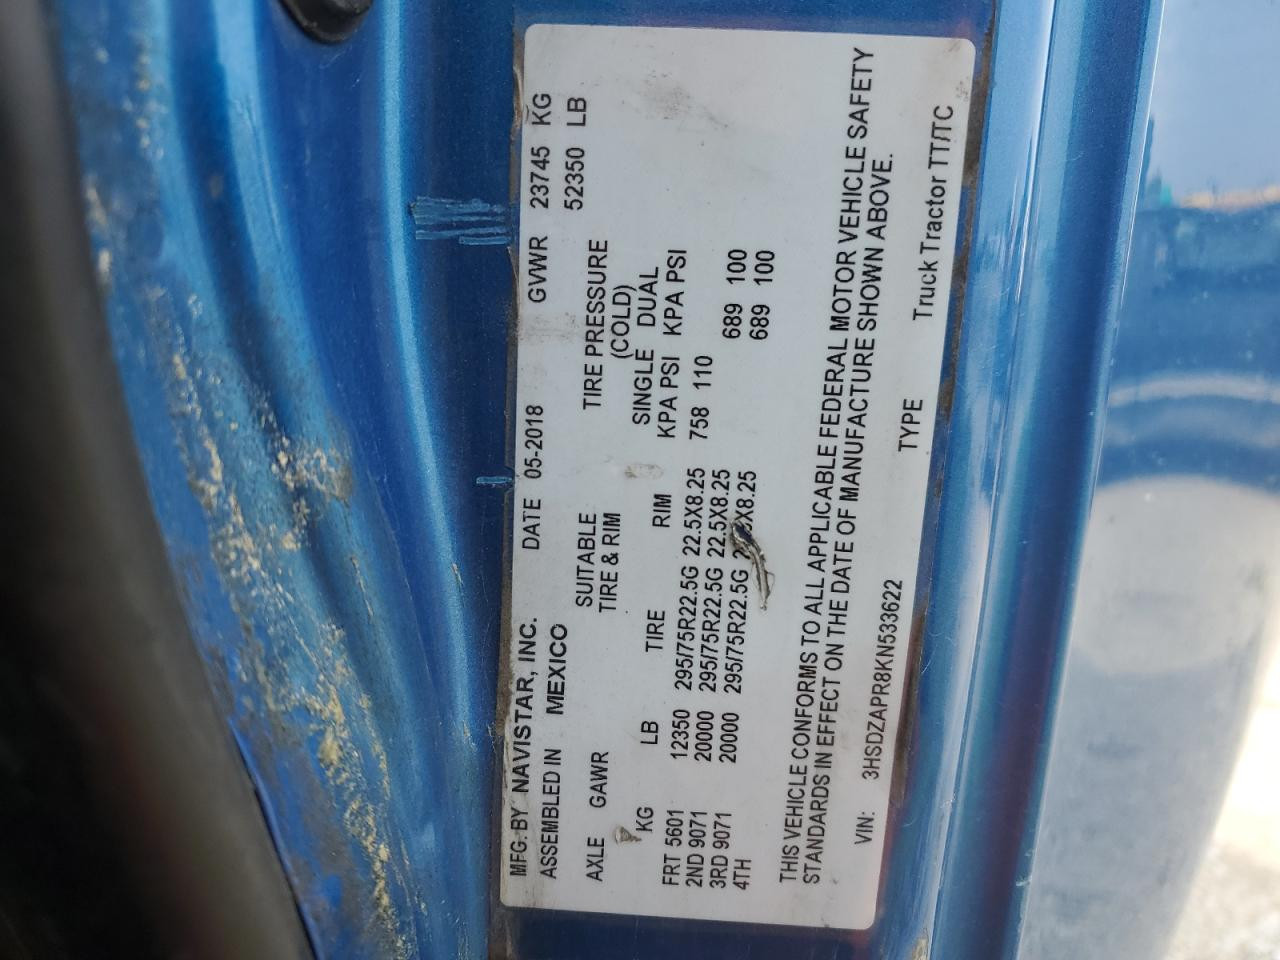 MFG. BY NAVISTAR, INC. DATE 05-2018 GVWR 23745 KG
ASSEMBLED IN MEXICO 52350 LB
AXLE GAWR SUITABLE TIRE PRESSURE
TIRE & RIM (COLD)
SINGLE DUAL
KG LB TIRE RIM KPA PSI KPA PSI
FRT 5601 12350 295/75R22.5G 22.5X8.25 758 110
2ND 9071 20000 295/75R22.5G 22.5X8.25 689 100
3RD 9071 20000 295/75R22.5G 22.5X8.25 689 100
4TH
THIS VEHICLE CONFORMS TO ALL APPLICABLE FEDERAL MOTOR VEHICLE SAFETY
STANDARDS IN EFFECT ON THE DATE OF MANUFACTURE SHOWN ABOVE.
VIN: 3HSDZAPR8KN533622 TYPE Truck Tractor TT/TC